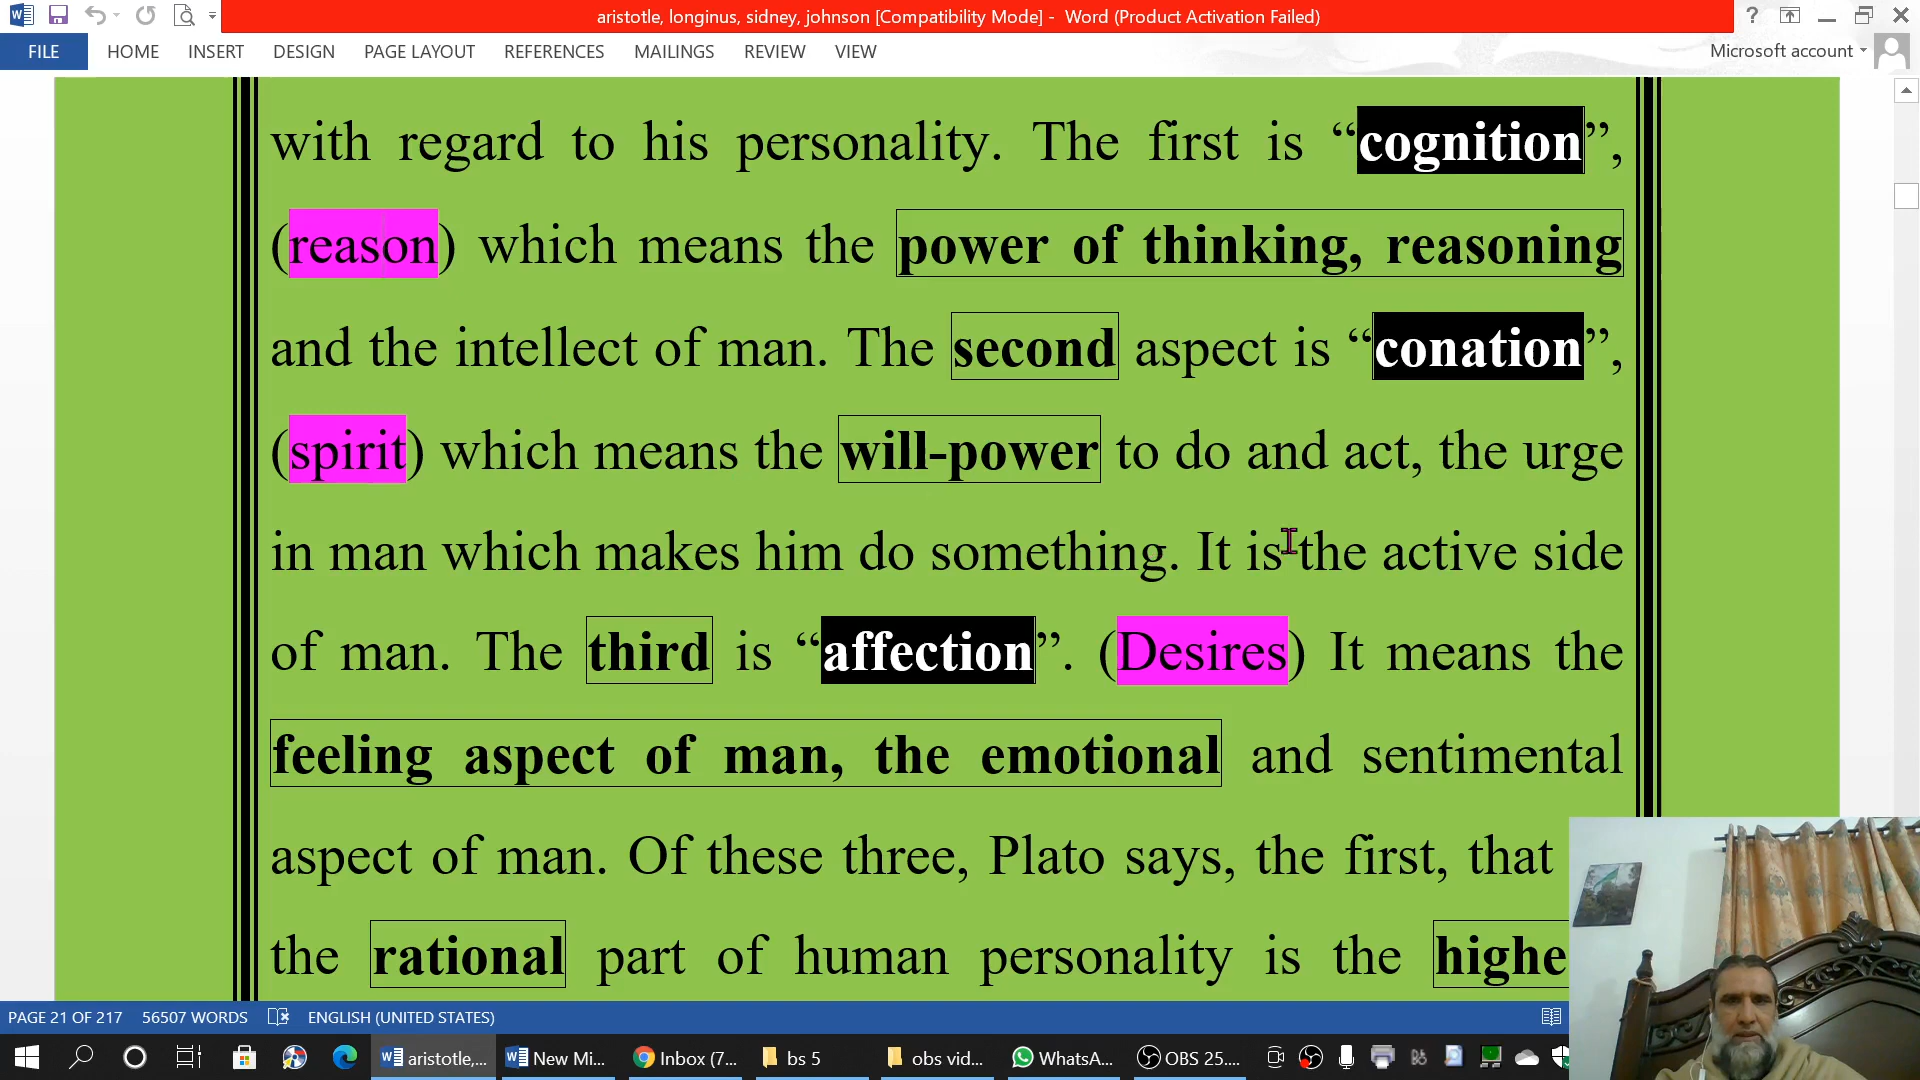 aristotle, longinus, sidney, johnson [Compatibility Mode] - Word (Product Activation Failed)
FILE HOME INSERT DESIGN PAGE LAYOUT REFERENCES MAILINGS REVIEW VIEW Microsoft account
with regard to his personality. The first is “cognition”,
(reason) which means the power of thinking, reasoning
and the intellect of man. The second aspect is “conation”,
(spirit) which means the will-power to do and act, the urge
in man which makes him do something. It is the active side
of man. The third is “affection”. (Desires) It means the
feeling aspect of man, the emotional and sentimental
aspect of man. Of these three, Plato says, the first, that
the rational part of human personality is the highe
PAGE 21 OF 217 56507 WORDS ENGLISH (UNITED STATES)
aristotle,... New Mi... Inbox (7... bs 5 obs vid... WhatsA... OBS 25....